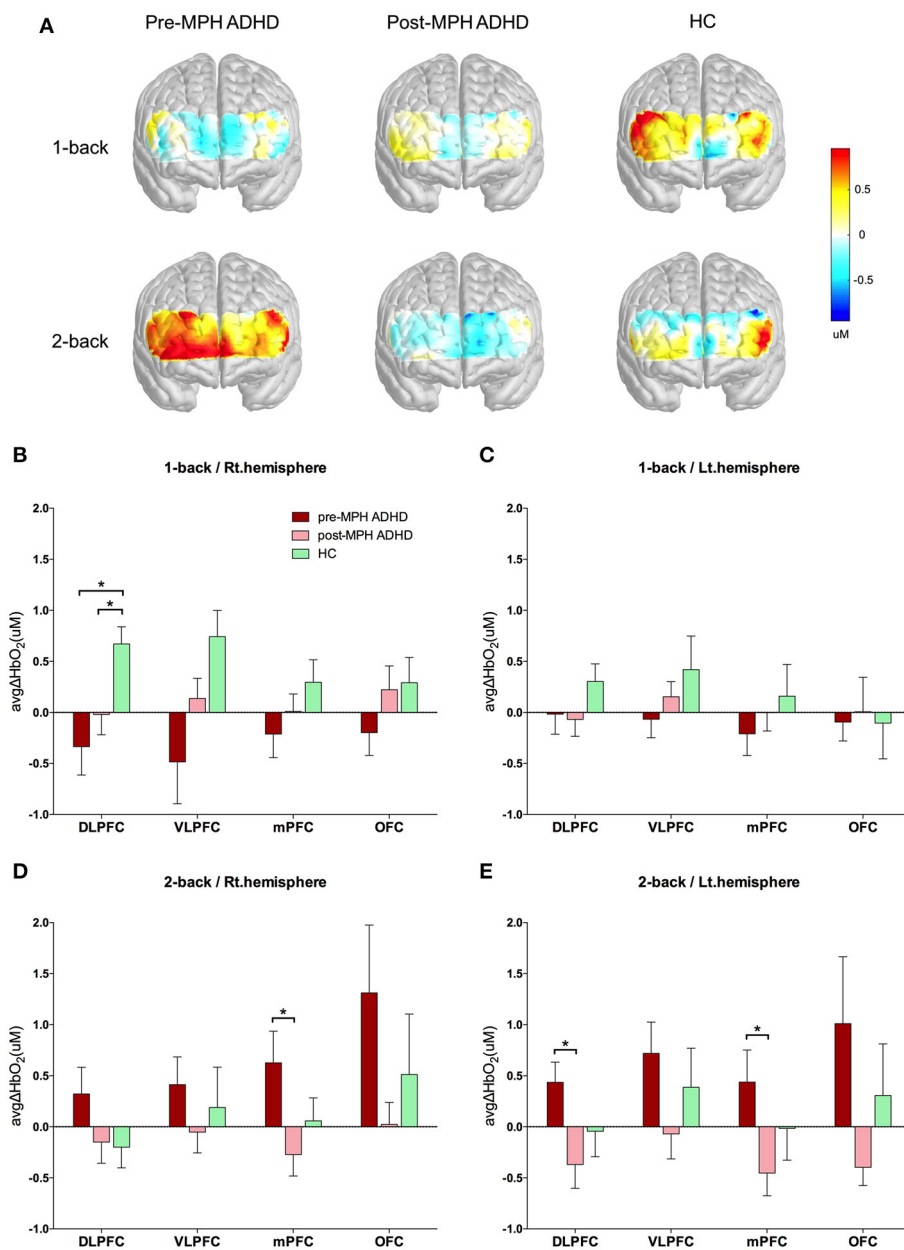 A
Pre-MPH ADHD Post-MPH ADHD HC
1-back
2-back
0.5
0
-0.5
uM
B
1-back / Rt.hemisphere
pre-MPH ADHD
post-MPH ADHD
HC
* 
*
avgΔHbO₂(uM)
2.0
1.5
1.0
0.5
0.0
-0.5
-1.0
DLPFC VLPFC mPFC OFC
C
1-back / Lt.hemisphere
avgΔHbO₂(uM)
2.0
1.5
1.0
0.5
0.0
-0.5
-1.0
DLPFC VLPFC mPFC OFC
D
2-back / Rt.hemisphere
*
avgΔHbO₂(uM)
2.0
1.5
1.0
0.5
0.0
-0.5
-1.0
DLPFC VLPFC mPFC OFC
E
2-back / Lt.hemisphere
*
*
avgΔHbO₂(uM)
2.0
1.5
1.0
0.5
0.0
-0.5
-1.0
DLPFC VLPFC mPFC OFC